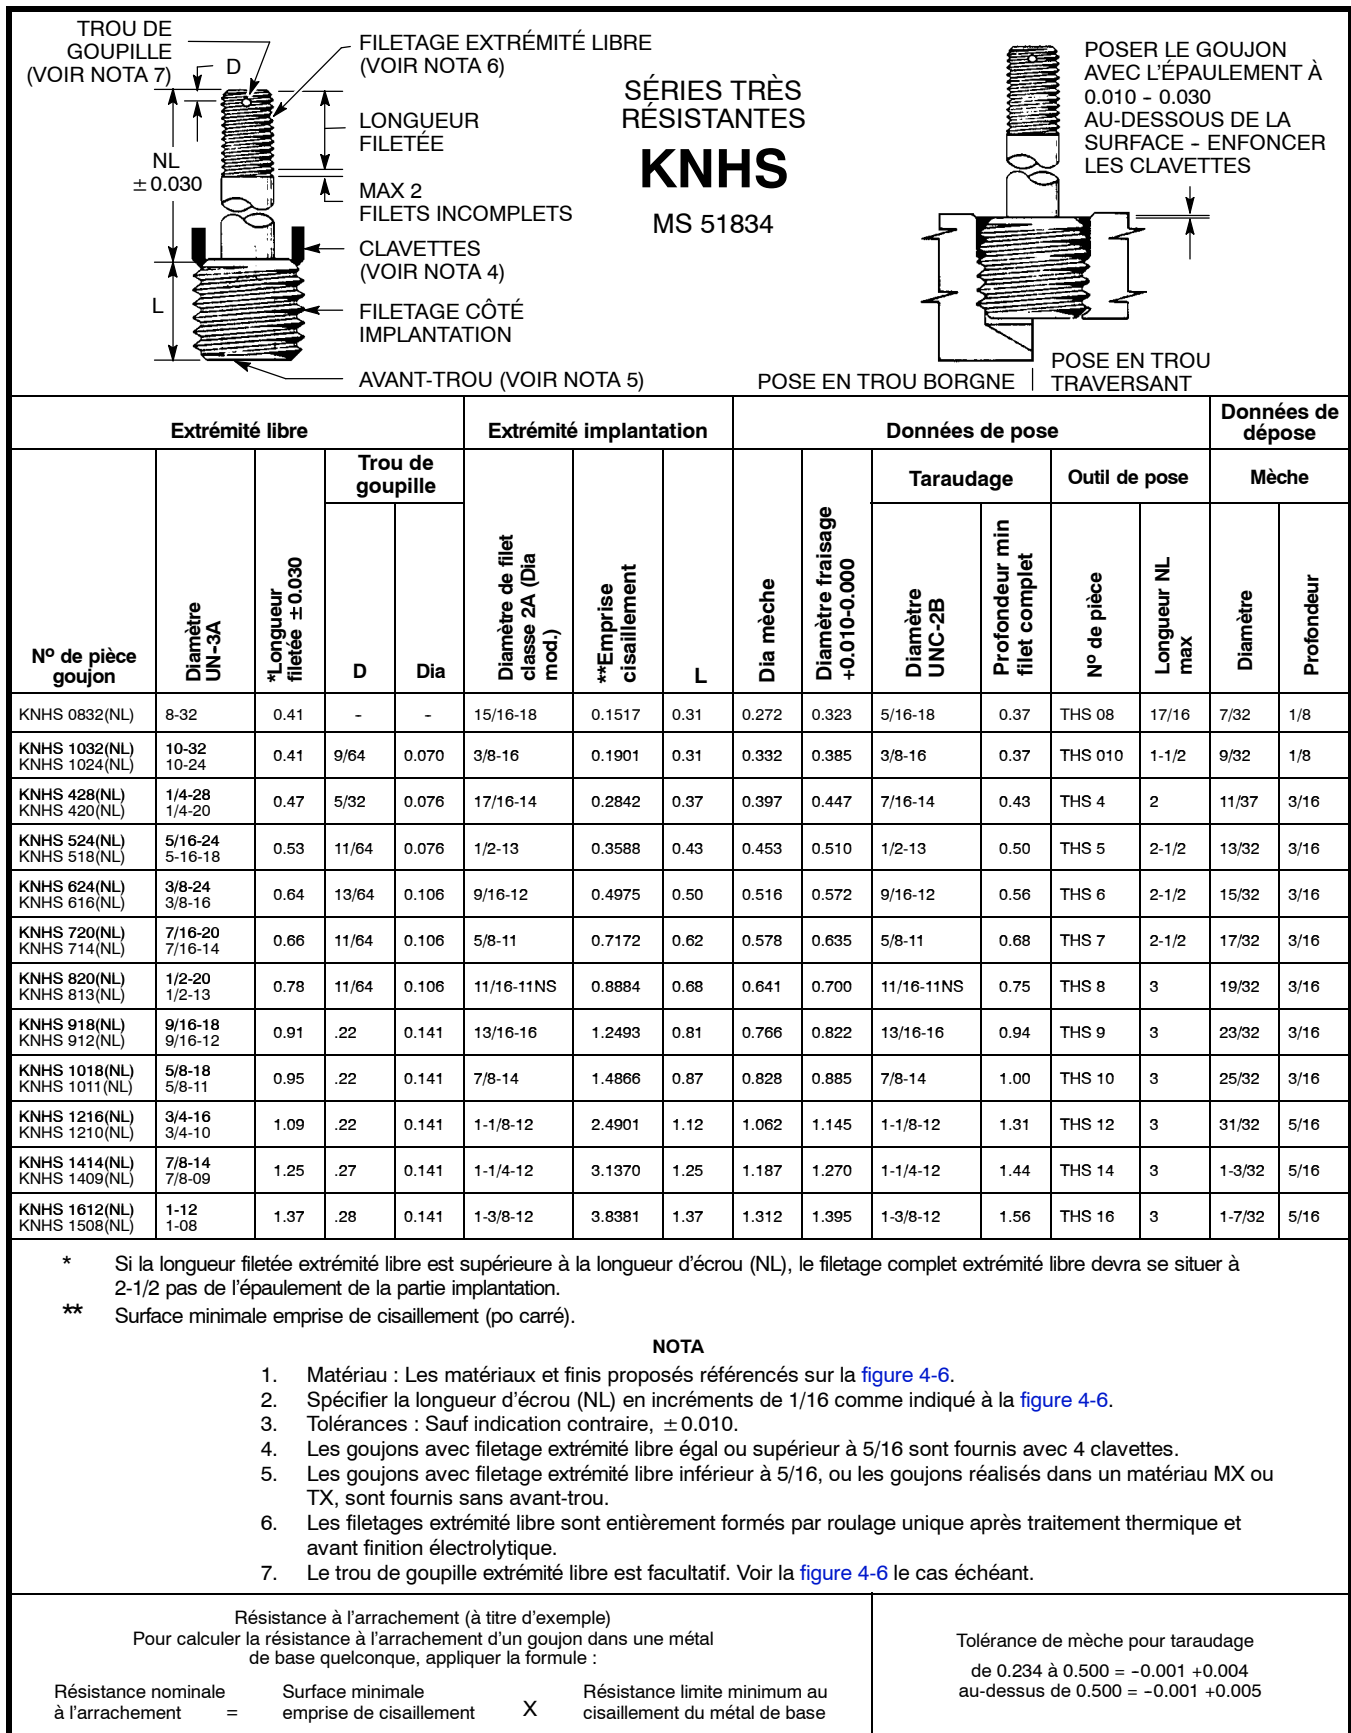 TROU DE
GOUPILLE
(VOIR NOTA 7)
D
FILETAGE EXTRÉMITÉ LIBRE
(VOIR NOTA 6)
LONGUEUR
FILETÉE
NL
±0.030
MAX 2
FILETS INCOMPLETS
CLAVETTES
(VOIR NOTA 4)
L
FILETAGE CÔTÉ
IMPLANTATION
AVANT-TROU (VOIR NOTA 5)
SÉRIES TRÈS
RÉSISTANTES
KNHS
MS 51834
POSER LE GOUJON
AVEC L'ÉPAULEMENT À
0.010 - 0.030
AU-DESSOUS DE LA
SURFACE - ENFONCER
LES CLAVETTES
POSE EN TROU BORGNE
POSE EN TROU
TRAVERSANT
Extrémité libre Extrémité implantation Données de pose Données de dépose
Trou de goupille Taraudage Outil de pose Mèche
Nº de pièce goujon Diamètre UN-3A *Longueur filetée ±0.030 D Dia Diamètre de filet classe 2A (Dia mod.) **Emprise cisaillement L Dia mèche Diamètre fraisage +0.010-0.000 Diamètre UNC-2B Profondeur min filet complet Nº de pièce Longueur NL max Diamètre Profondeur
KNHS 0832(NL) 8-32 0.41 - - 15/16-18 0.1517 0.31 0.272 0.323 5/16-18 0.37 THS 08 17/16 7/32 1/8
KNHS 1032(NL) 10-32
KNHS 1024(NL) 10-24
0.41 9/64 0.070 3/8-16 0.1901 0.31 0.332 0.385 3/8-16 0.37 THS 010 1-1/2 9/32 1/8
KNHS 428(NL) 1/4-28
KNHS 420(NL) 1/4-20
0.47 5/32 0.076 17/16-14 0.2842 0.37 0.397 0.447 7/16-14 0.43 THS 4 2 11/37 3/16
KNHS 524(NL) 5/16-24
KNHS 518(NL) 5-16-18
0.53 11/64 0.076 1/2-13 0.3588 0.43 0.453 0.510 1/2-13 0.50 THS 5 2-1/2 13/32 3/16
KNHS 624(NL) 3/8-24
KNHS 616(NL) 3/8-16
0.64 13/64 0.106 9/16-12 0.4975 0.50 0.516 0.572 9/16-12 0.56 THS 6 2-1/2 15/32 3/16
KNHS 720(NL) 7/16-20
KNHS 714(NL) 7/16-14
0.66 11/64 0.106 5/8-11 0.7172 0.62 0.578 0.635 5/8-11 0.68 THS 7 2-1/2 17/32 3/16
KNHS 820(NL) 1/2-20
KNHS 813(NL) 1/2-13
0.78 11/64 0.106 11/16-11NS 0.8884 0.68 0.641 0.700 11/16-11NS 0.75 THS 8 3 19/32 3/16
KNHS 918(NL) 9/16-18
KNHS 912(NL) 9/16-12
0.91 .22 0.141 13/16-16 1.2493 0.81 0.766 0.822 13/16-16 0.94 THS 9 3 23/32 3/16
KNHS 1018(NL) 5/8-18
KNHS 1011(NL) 5/8-11
0.95 .22 0.141 7/8-14 1.4866 0.87 0.828 0.885 7/8-14 1.00 THS 10 3 25/32 3/16
KNHS 1216(NL) 3/4-16
KNHS 1210(NL) 3/4-10
1.09 .22 0.141 1-1/8-12 2.4901 1.12 1.062 1.145 1-1/8-12 1.31 THS 12 3 31/32 5/16
KNHS 1414(NL) 7/8-14
KNHS 1409(NL) 7/8-09
1.25 .27 0.141 1-1/4-12 3.1370 1.25 1.187 1.270 1-1/4-12 1.44 THS 14 3 1-3/32 5/16
KNHS 1612(NL) 1-12
KNHS 1508(NL) 1-08
1.37 .28 0.141 1-3/8-12 3.8381 1.37 1.312 1.395 1-3/8-12 1.56 THS 16 3 1-7/32 5/16
* Si la longueur filetée extrémité libre est supérieure à la longueur d'écrou (NL), le filetage complet extrémité libre devra se situer à
2-1/2 pas de l'épaulement de la partie implantation.
** Surface minimale emprise de cisaillement (po carré).
NOTA
1. Matériau : Les matériaux et finis proposés référencés sur la figure 4-6.
2. Spécifier la longueur d'écrou (NL) en incréments de 1/16 comme indiqué à la figure 4-6.
3. Tolérances : Sauf indication contraire, ±0.010.
4. Les goujons avec filetage extrémité libre égal ou supérieur à 5/16 sont fournis avec 4 clavettes.
5. Les goujons avec filetage extrémité libre inférieur à 5/16, ou les goujons réalisés dans un matériau MX ou
TX, sont fournis sans avant-trou.
6. Les filetages extrémité libre sont entièrement formés par roulage unique après traitement thermique et
avant finition électrolytique.
7. Le trou de goupille extrémité libre est facultatif. Voir la figure 4-6 le cas échéant.
Résistance à l'arrachement (à titre d'exemple)
Pour calculer la résistance à l'arrachement d'un goujon dans une métal
de base quelconque, appliquer la formule :
Résistance nominale à l'arrachement = Surface minimale emprise de cisaillement X Résistance limite minimum au cisaillement du métal de base
Tolérance de mèche pour taraudage
de 0.234 à 0.500 = -0.001 +0.004
au-dessus de 0.500 = -0.001 +0.005